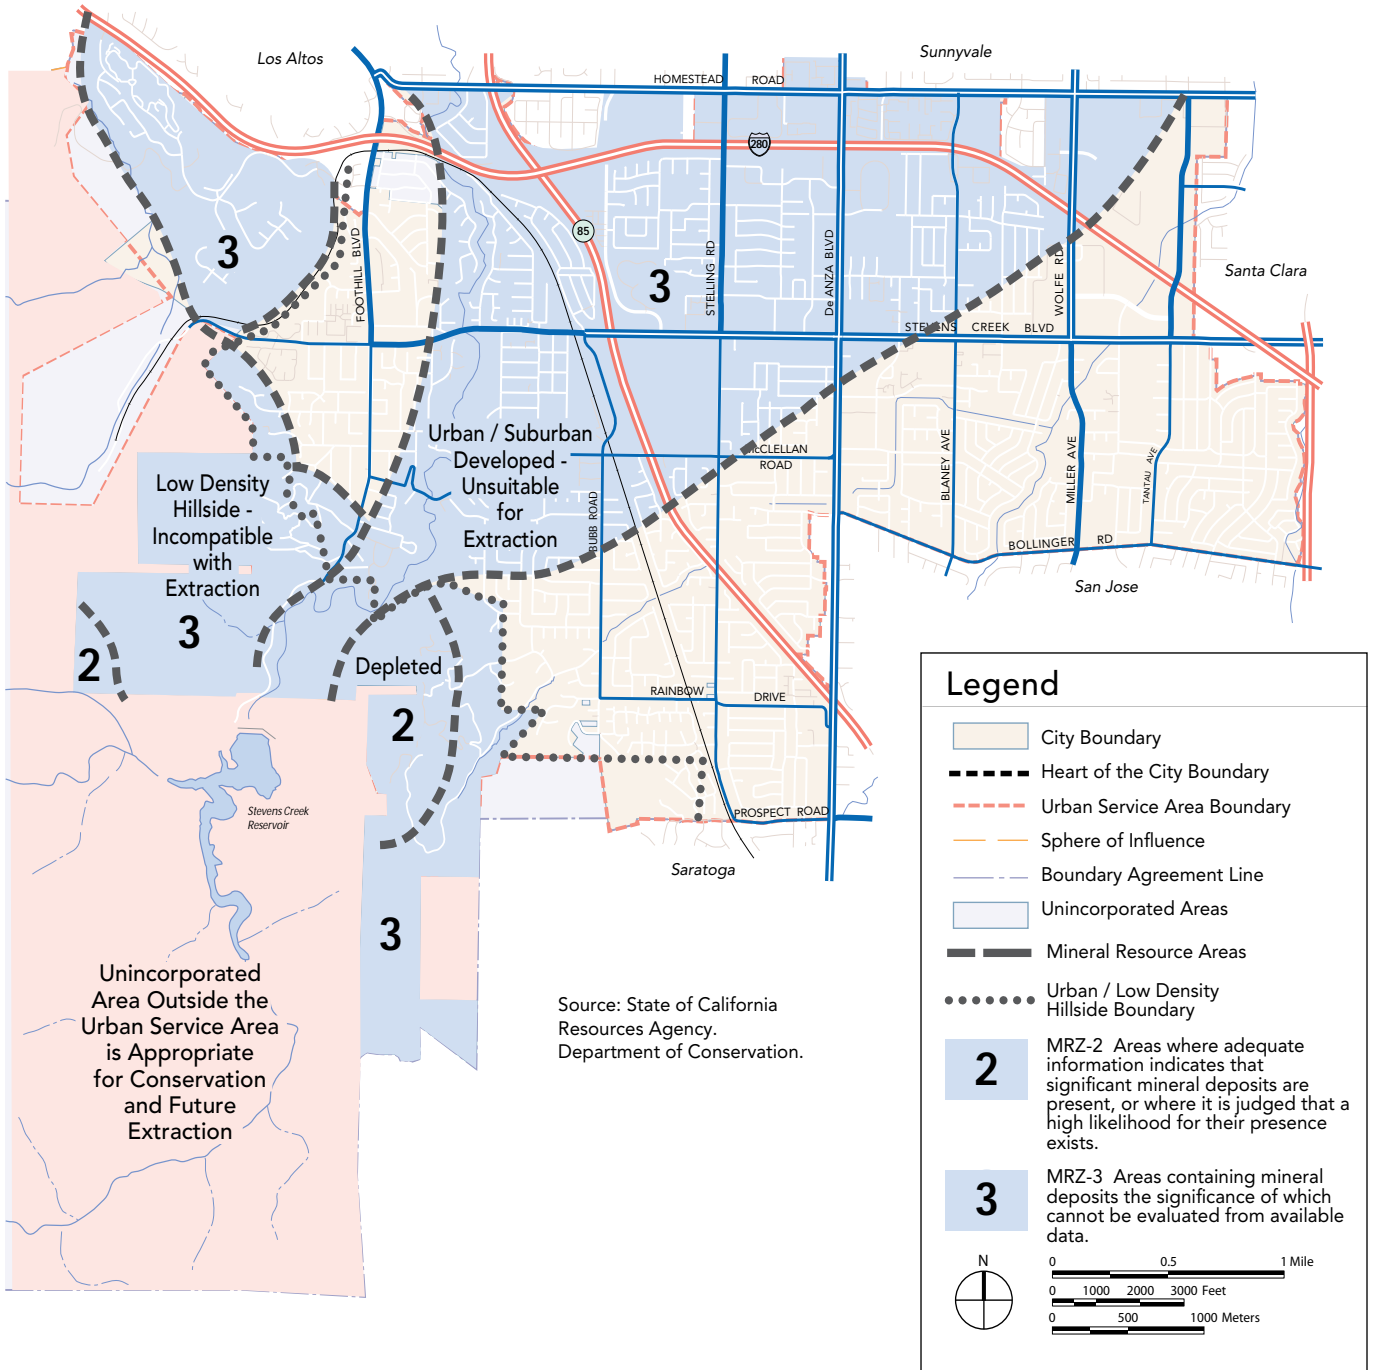 Los Altos
Sunnyvale
HOMESTEAD ROAD
280
85
3
3
FOOTHILL BLVD
STELLING RD
De ANZA BLVD
WOLFE RD
Santa Clara
STEVENS CREEK BLVD
Urban / Suburban
Developed -
Unsuitable
for
Extraction
McCLELLAN
ROAD
BUBB ROAD
BLANEY AVE
MILLER AVE
TANTAU AVE
BOLLINGER RD
San Jose
Low Density
Hillside -
Incompatible
with
Extraction
3
2
Depleted
2
RAINBOW DRIVE
PROSPECT ROAD
Saratoga
Stevens Creek
Reservoir
3
Unincorporated
Area Outside the
Urban Service Area
is Appropriate
for Conservation
and Future
Extraction
Source: State of California
Resources Agency.
Department of Conservation.
Legend
City Boundary
Heart of the City Boundary
Urban Service Area Boundary
Sphere of Influence
Boundary Agreement Line
Unincorporated Areas
Mineral Resource Areas
Urban / Low Density
Hillside Boundary
2
MRZ-2 Areas where adequate
information indicates that
significant mineral deposits are
present, or where it is judged that a
high likelihood for their presence
exists.
3
MRZ-3 Areas containing mineral
deposits the significance of which
cannot be evaluated from available
data.
N
0 0.5 1 Mile
0 1000 2000 3000 Feet
0 500 1000 Meters